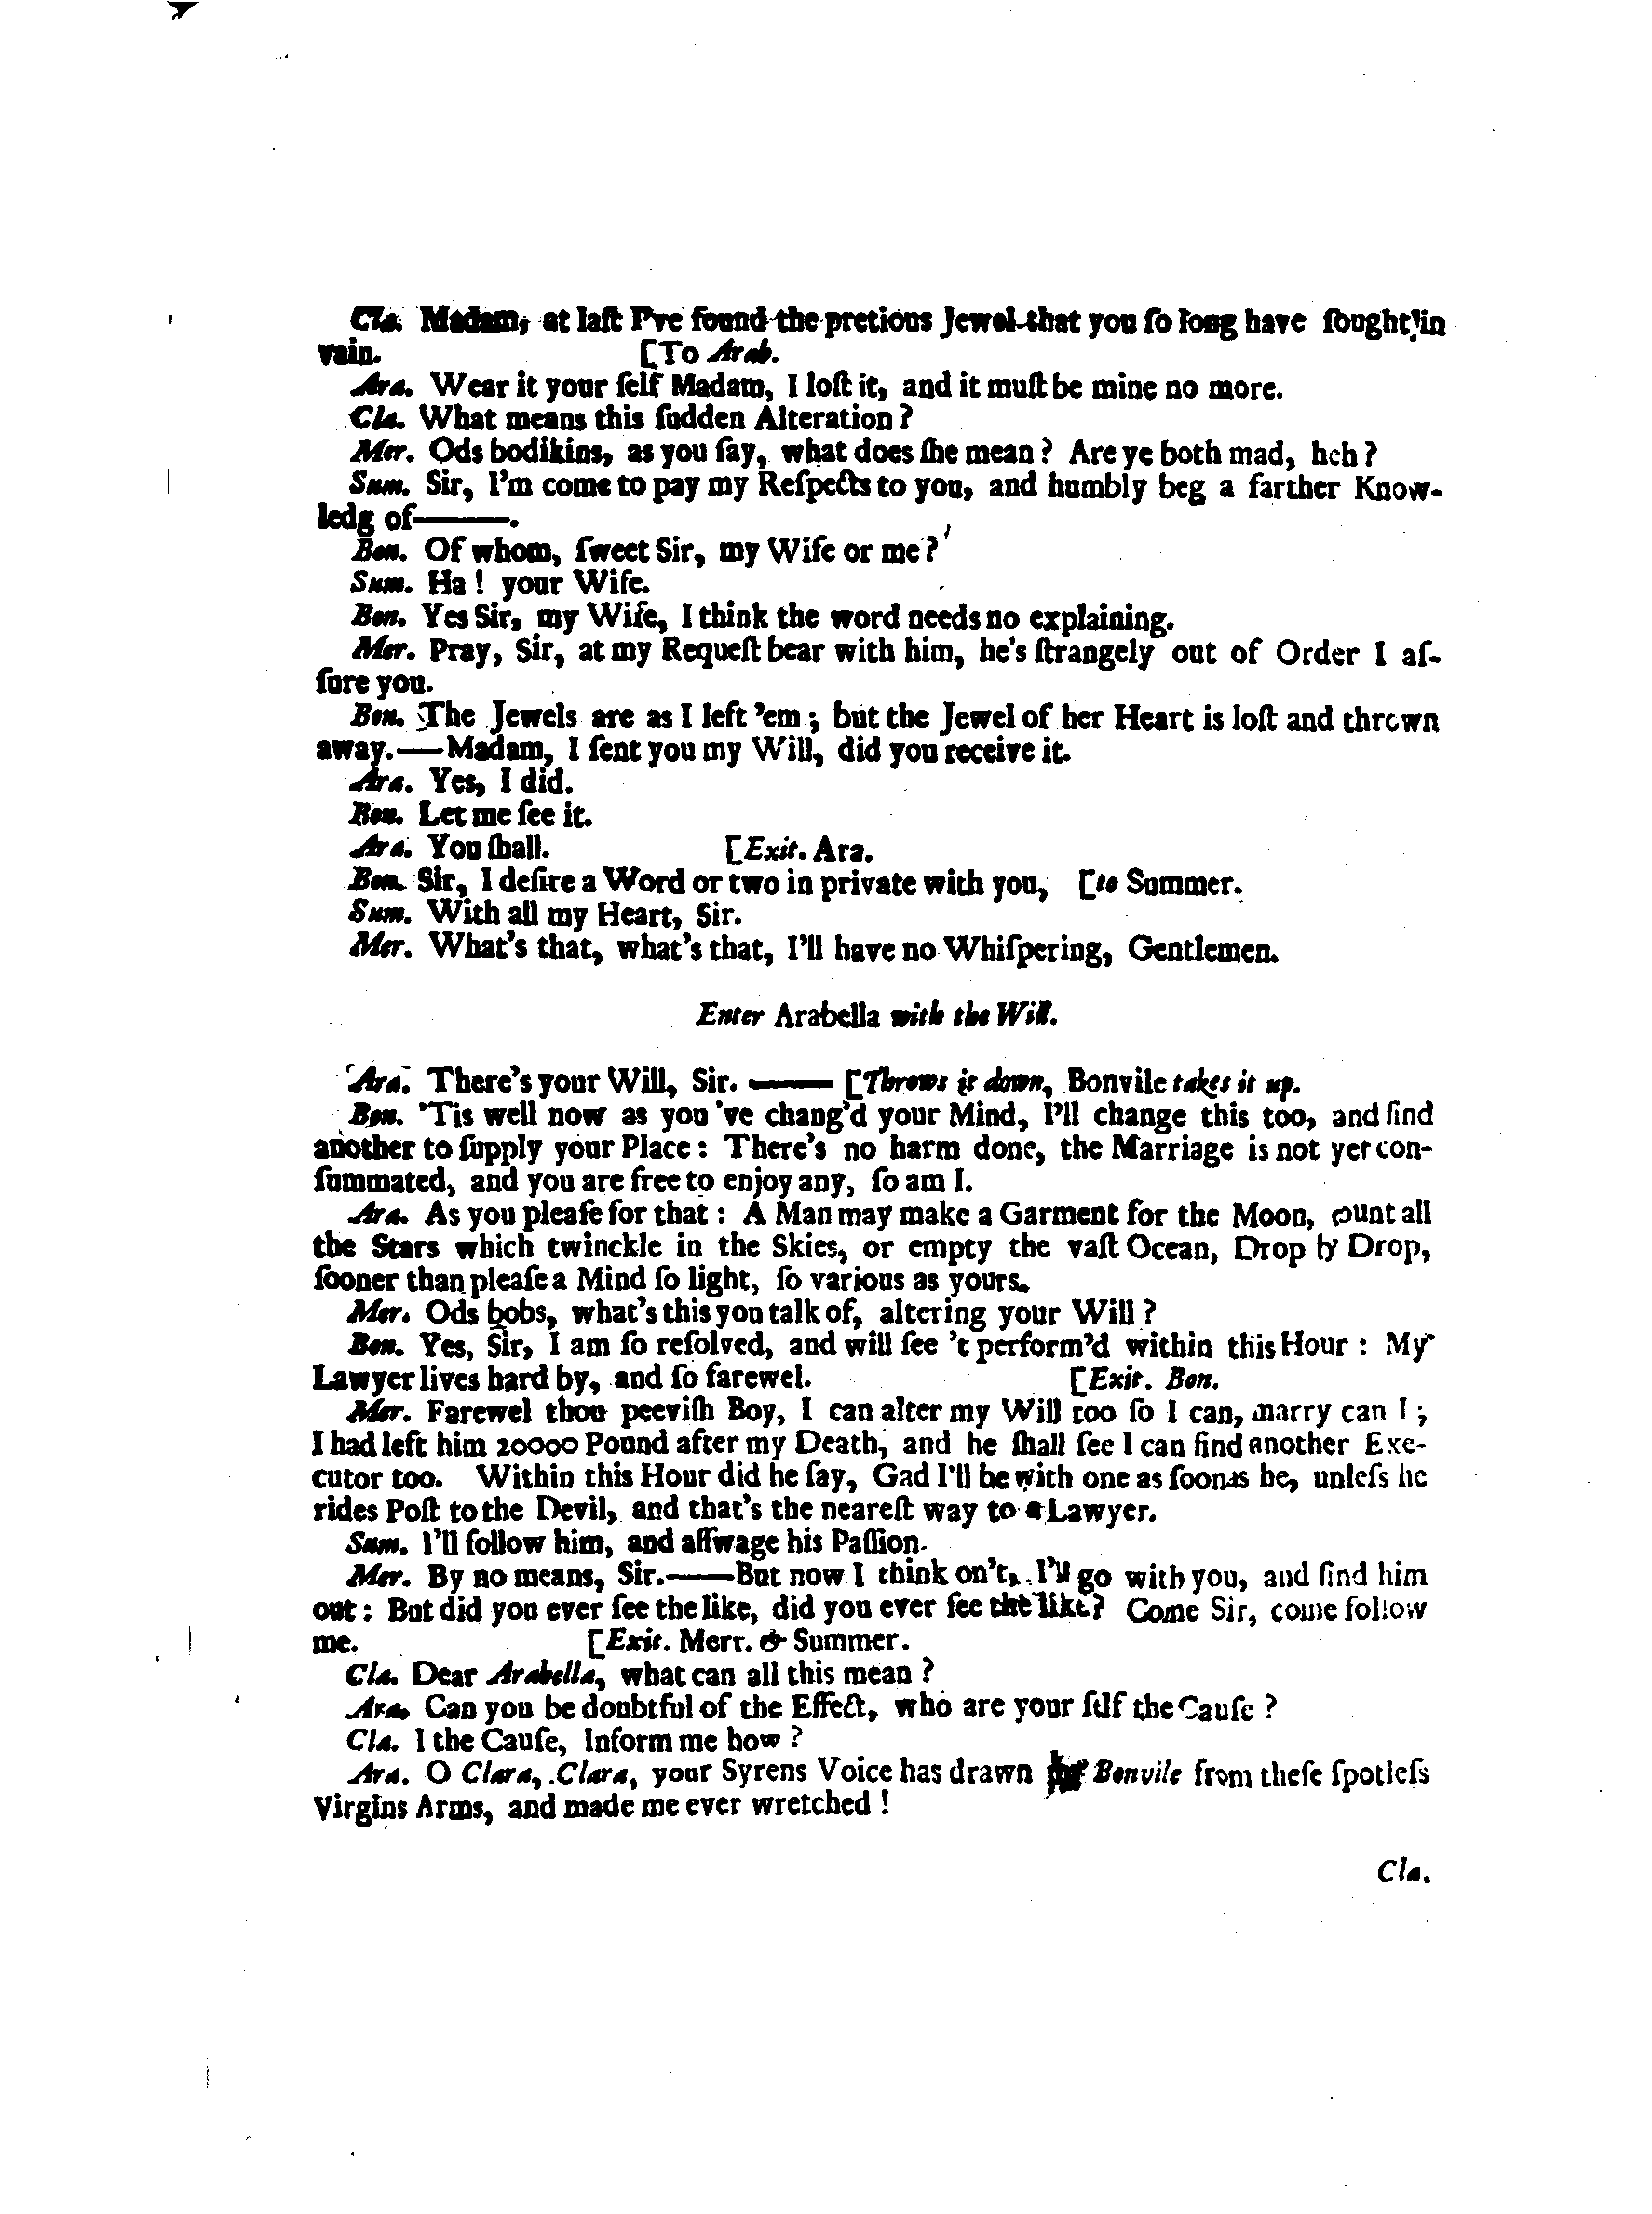 Cla. Madam, at laſt I've found the pretious Jewel that you ſo long have ſought in
vain. [To Arab.
Ara. Wear it your ſelf Madam, I loſt it, and it muſt be mine no more.
Cla. What means this ſudden Alteration?
Mer. Ods bodikins, as you ſay, what does ſhe mean? Are ye both mad, heh?
Sum. Sir, I'm come to pay my Reſpects to you, and humbly beg a farther Know-
ledg of———.
Bon. Of whom, ſweet Sir, my Wife or me?
Sum. Ha! your Wife.
Bon. Yes Sir, my Wife, I think the word needs no explaining.
Mer. Pray, Sir, at my Requeſt bear with him, he's ſtrangely out of Order I aſ-
ſure you.
Bon. The Jewels are as I left 'em; but the Jewel of her Heart is loſt and thrown
away.—Madam, I ſent you my Will, did you receive it.
Ara. Yes, I did.
Bon. Let me ſee it.
Ara. You ſhall. [Exit. Ara.
Bon. Sir, I deſire a Word or two in private with you, [to Summer.
Sum. With all my Heart, Sir.
Mer. What's that, what's that, I'll have no Whiſpering, Gentlemen.
Enter Arabella with the Will.
Ara. There's your Will, Sir. —— [Throws it down, Bonvile takes it up.
Bon. 'Tis well now as you 've chang'd your Mind, I'll change this too, and find
another to ſupply your Place: There's no harm done, the Marriage is not yet con-
ſummated, and you are free to enjoy any, ſo am I.
Ara. As you pleaſe for that: A Man may make a Garment for the Moon, count all
the Stars which twinckle in the Skies, or empty the vaſt Ocean, Drop by Drop,
ſooner than pleaſe a Mind ſo light, ſo various as yours.
Mer. Ods bobs, what's this you talk of, altering your Will?
Bon. Yes, Sir, I am ſo reſolved, and will ſee 't perform'd within this Hour: My
Lawyer lives hard by, and ſo farewel. [Exit. Bon.
Mer. Farewel thou peeviſh Boy, I can alter my Will too ſo I can, marry can I;
I had left him 20000 Pound after my Death, and he ſhall ſee I can find another Exe-
cutor too. Within this Hour did he ſay, Gad I'll be with one as ſoon as he, unleſs he
rides Poſt to the Devil, and that's the neareſt way to a Lawyer.
Sum. I'll follow him, and aſſwage his Paſſion.
Mer. By no means, Sir.——But now I think on't, I'll go with you, and find him
out: But did you ever ſee the like, did you ever ſee the like? Come Sir, come follow
me. [Exit. Merr. & Summer.
Cla. Dear Arabella, what can all this mean?
Ara. Can you be doubtful of the Effect, who are your ſelf the Cauſe?
Cla. I the Cauſe, Inform me how?
Ara. O Clara, Clara, your Syrens Voice has drawn Bonvile from theſe ſpotleſs
Virgins Arms, and made me ever wretched!
Cla.